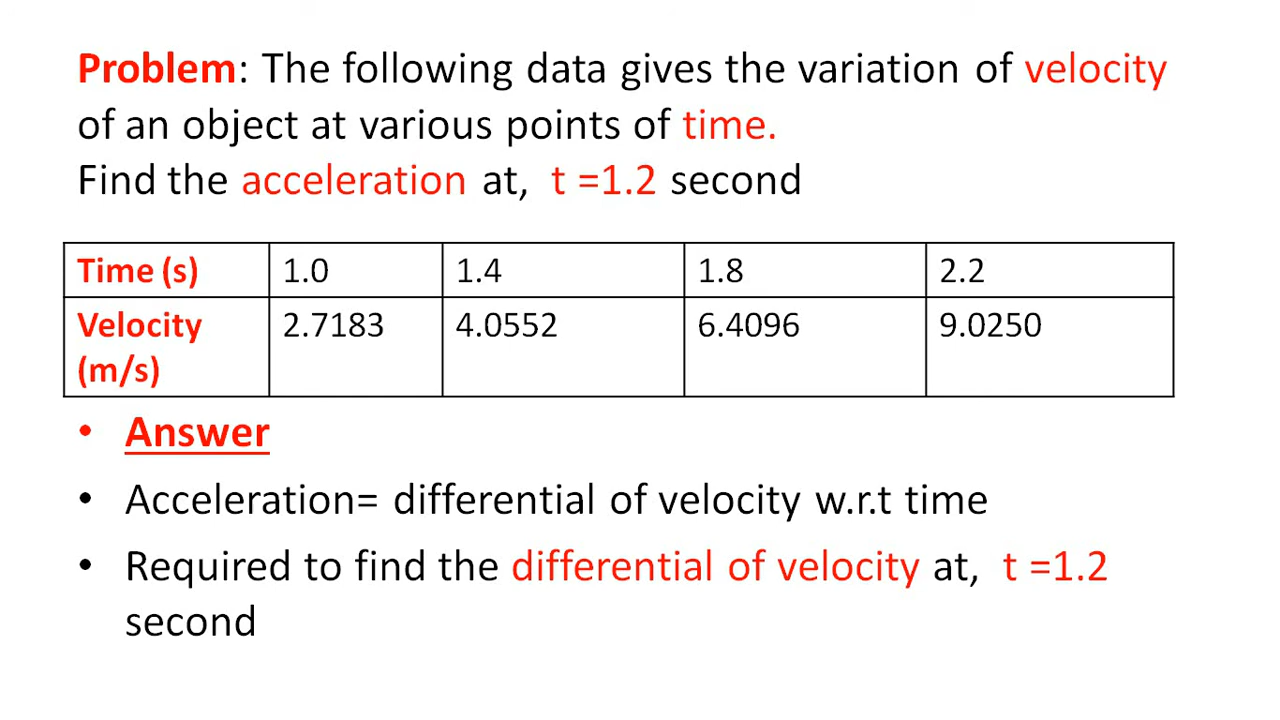 Problem: The following data gives the variation of velocity
of an object at various points of time.
Find the acceleration at, t =1.2 second
Time (s) 1.0 1.4 1.8 2.2
Velocity 2.7183 4.0552 6.4096 9.0250
(m/s)
• Answer
• Acceleration= differential of velocity w.r.t time
• Required to find the differential of velocity at, t =1.2
second